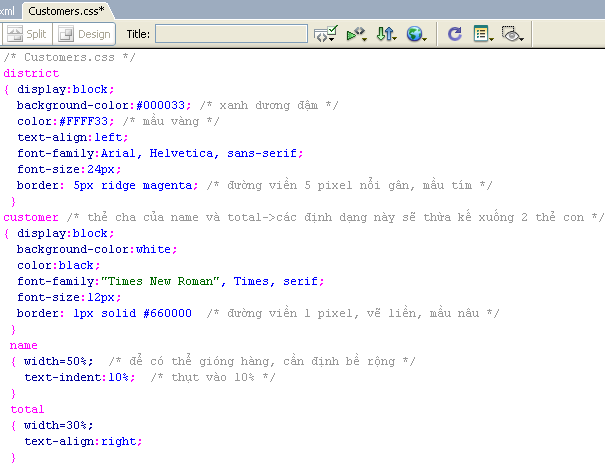 xml Customers.css*
Split Design Title:
/* Customers.css */
district
{ display:block;
background-color:#000033; /* xanh dương đậm */
color:#FFFF33; /* mầu vàng */
text-align:left;
font-family:Arial, Helvetica, sans-serif;
font-size:24px;
border: 5px ridge magenta; /* đường viền 5 pixel nổi gân, mầu tím */
}
customer /* thẻ cha của name và total->các định dạng này sẽ thừa kế xuống 2 thẻ con */
{ display:block;
background-color:white;
color:black;
font-family:"Times New Roman", Times, serif;
font-size:12px;
border: 1px solid #660000 /* đường viền 1 pixel, vẽ liền, mầu nâu */
}
name
{ width=50%; /* để có thể gióng hàng, cần định bề rộng */
text-indent:10%; /* thụt vào 10% */
}
total
{ width=30%;
text-align:right;
}